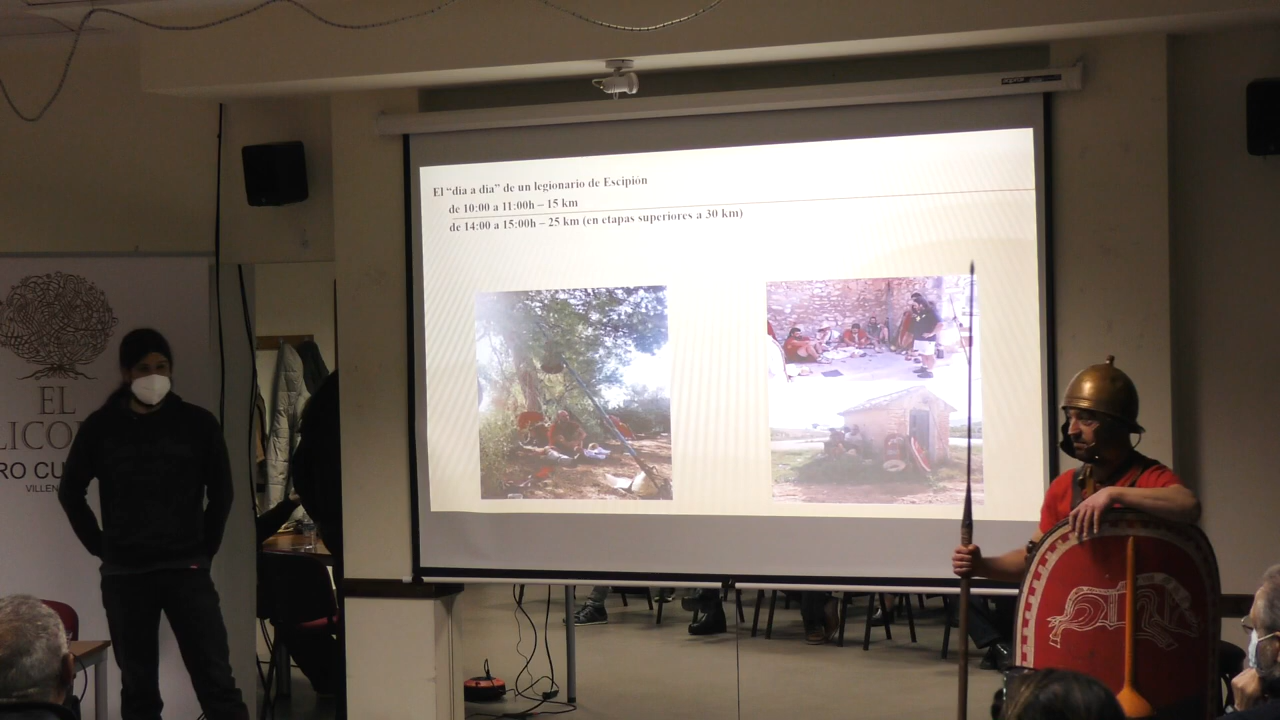 El "día a día" de un legionario de Escipión
de 10:00 a 11:00h – 15 km
de 14:00 a 15:00h – 25 km (en etapas superiores a 30 km)
EL
LICO
RO CU
VILLEN